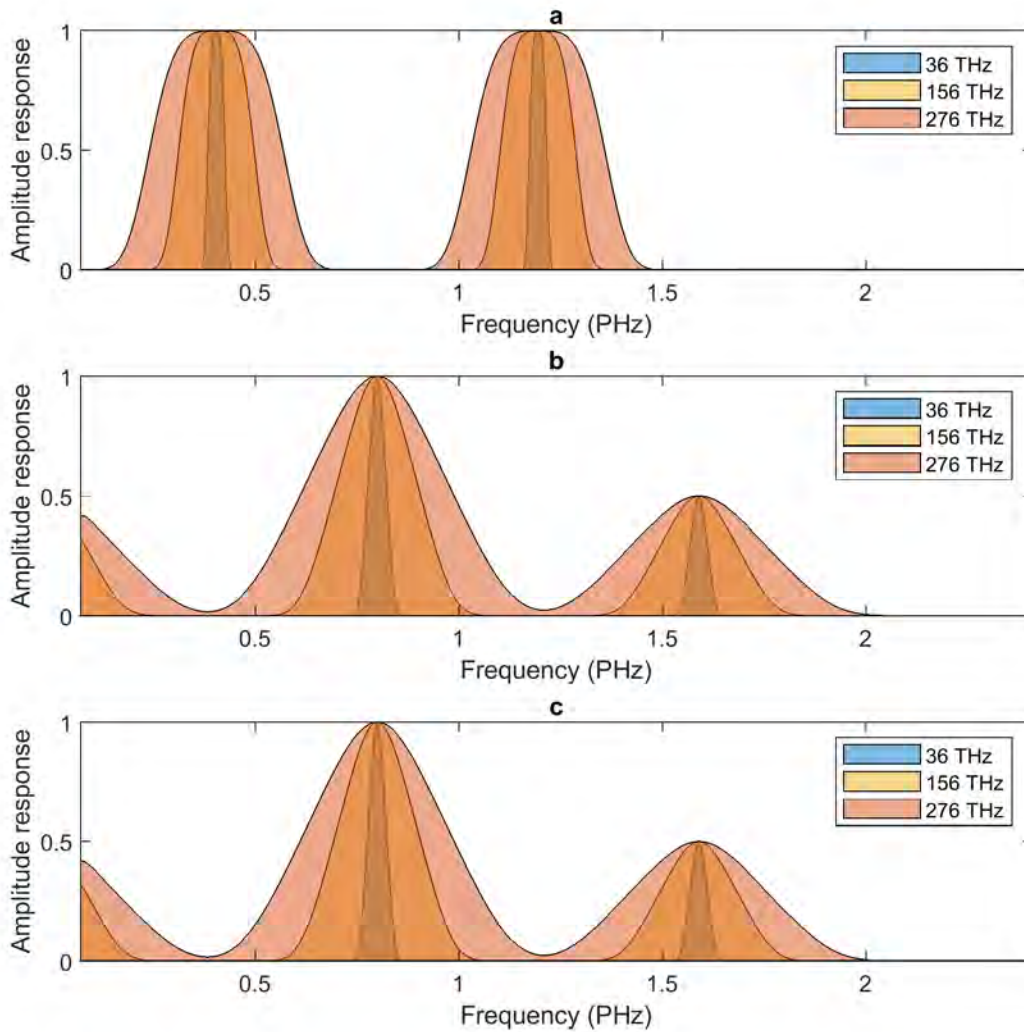 a
1
0.5
0
Amplitude response
36 THz
156 THz
276 THz
0.5
1
1.5
2
Frequency (PHz)
b
1
0.5
0
Amplitude response
36 THz
156 THz
276 THz
0.5
1
1.5
2
Frequency (PHz)
c
1
0.5
0
Amplitude response
36 THz
156 THz
276 THz
0.5
1
1.5
2
Frequency (PHz)